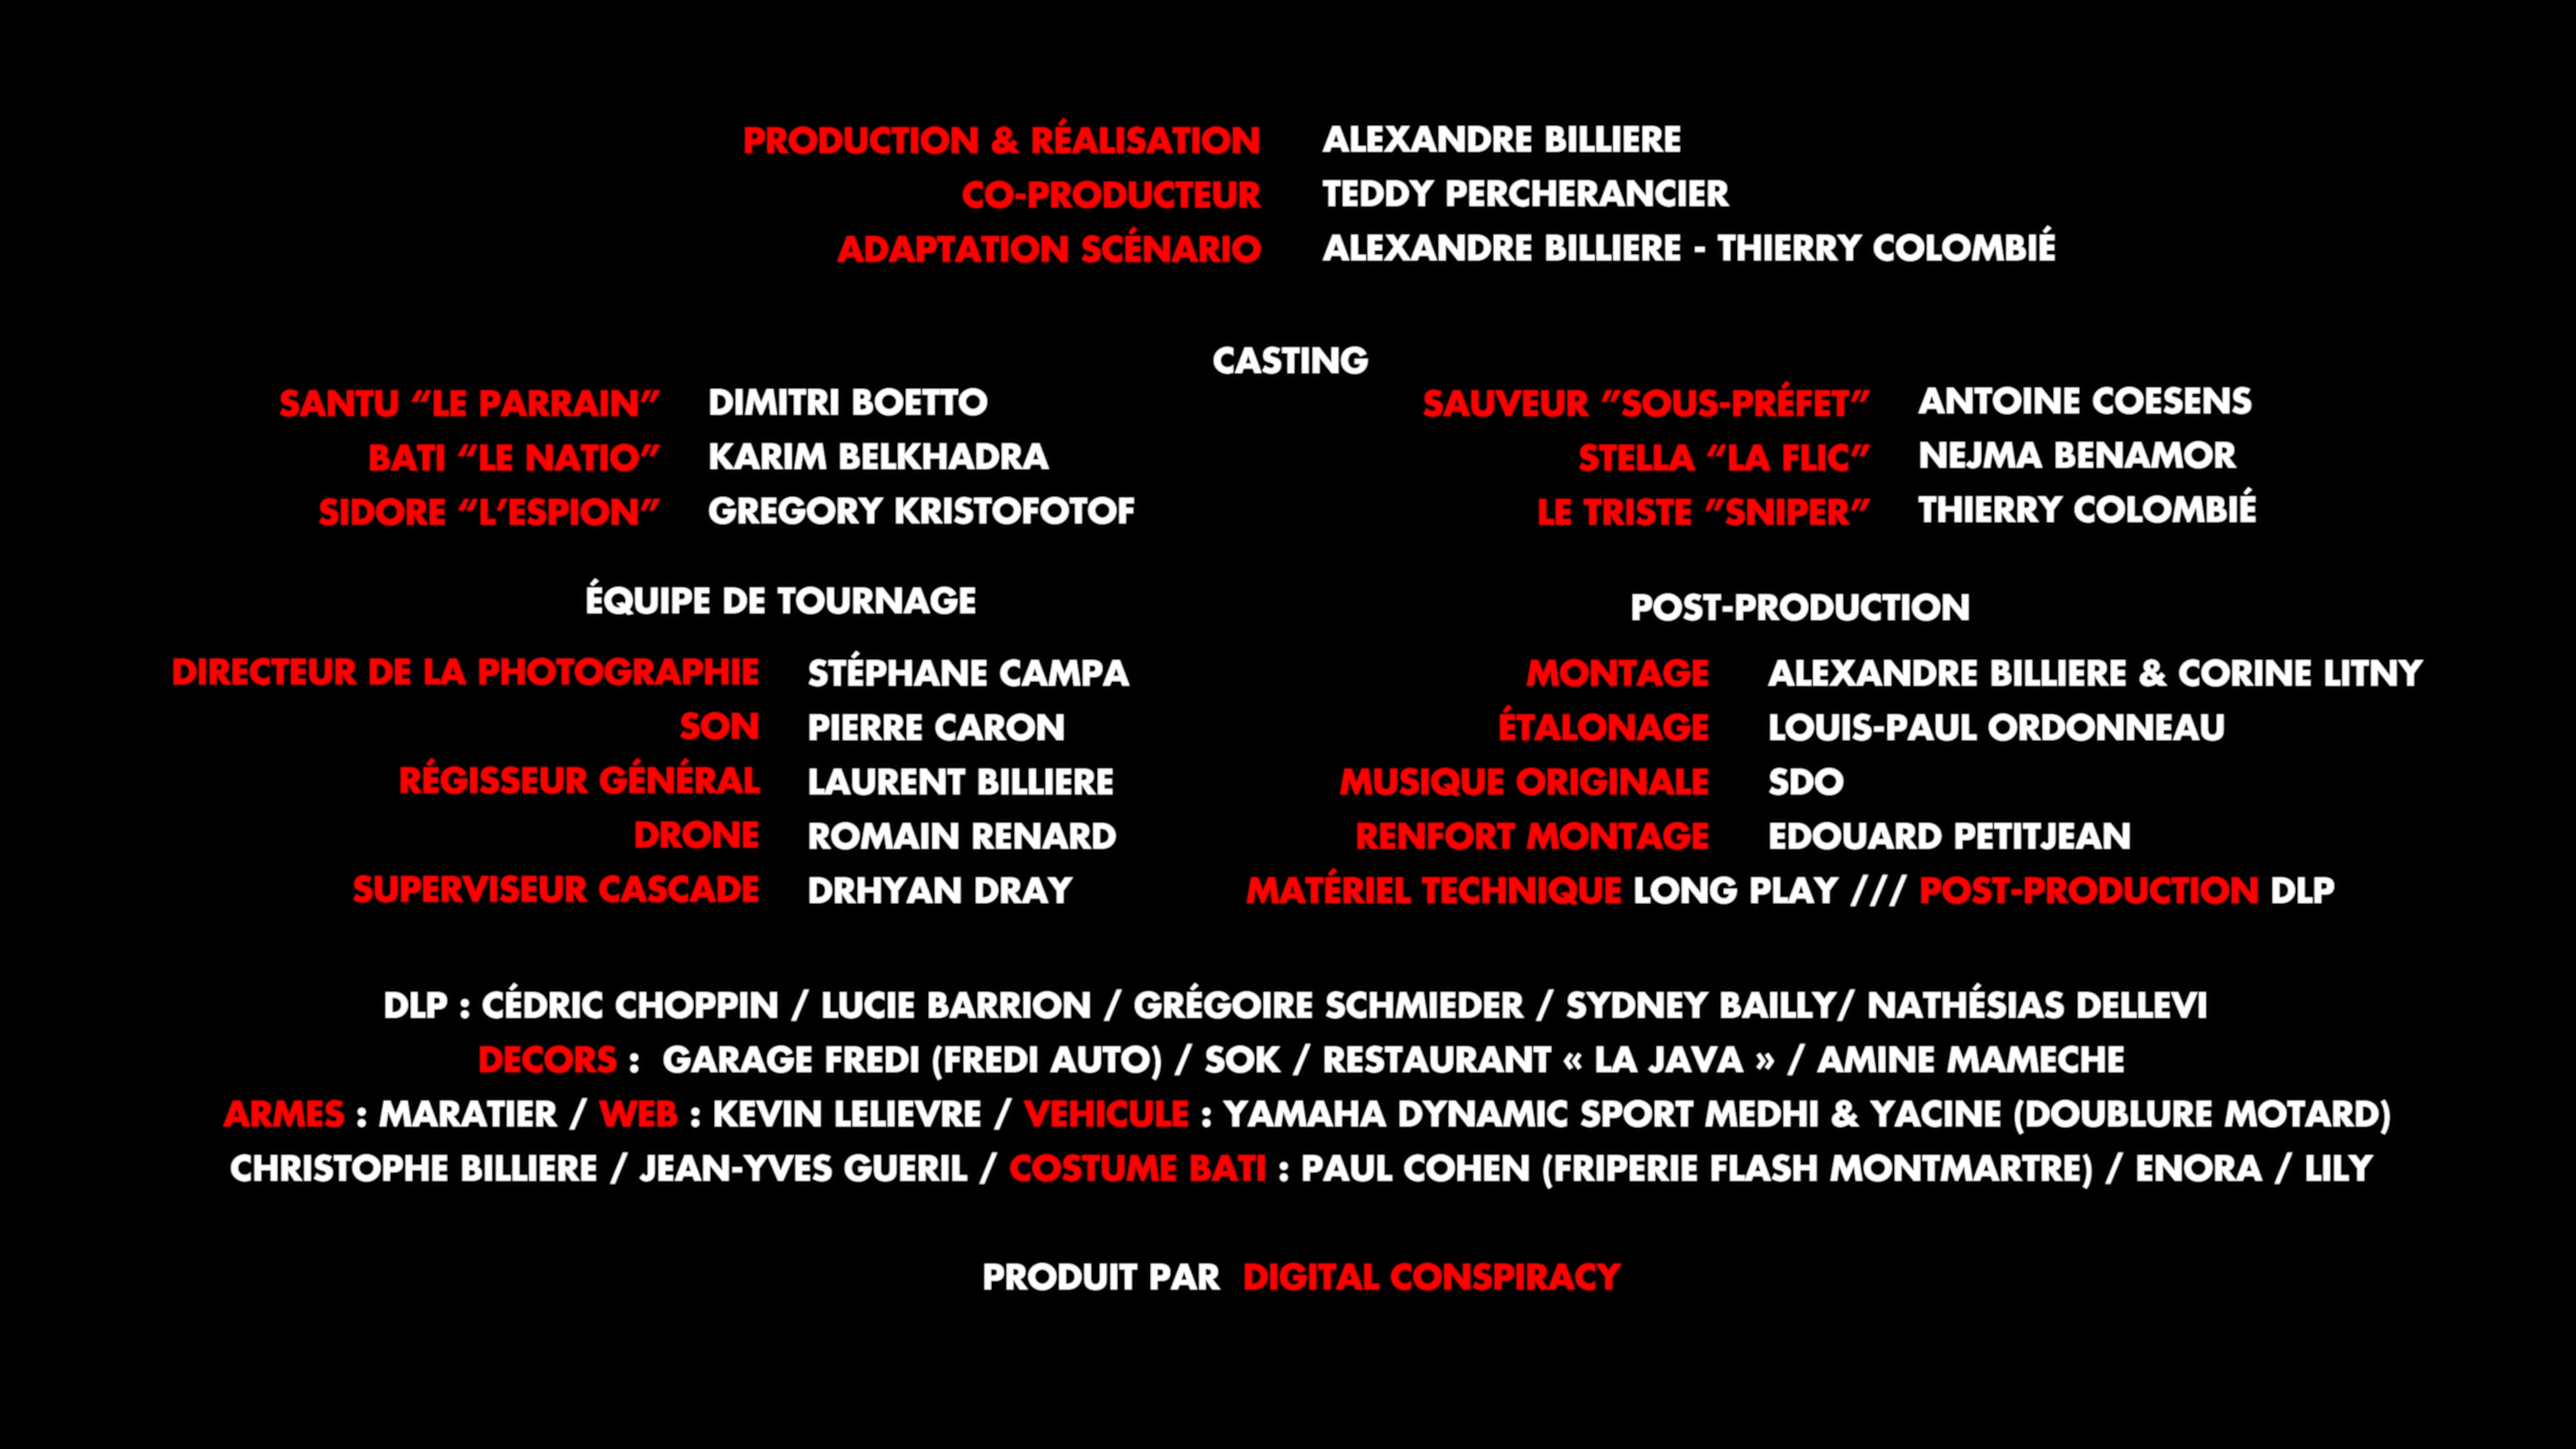 PRODUCTION & RÉALISATION ALEXANDRE BILLIERE
CO-PRODUCTEUR TEDDY PERCHERANCIER
ADAPTATION SCÉNARIO ALEXANDRE BILLIERE - THIERRY COLOMBIÉ
CASTING
SANTU “LE PARRAIN” DIMITRI BOETTO
BATI “LE NATIO” KARIM BELKHADRA
SIDORE “L’ESPION” GREGORY KRISTOFOTOF
SAUVEUR ”SOUS-PRÉFET” ANTOINE COESENS
STELLA “LA FLIC” NEJMA BENAMOR
LE TRISTE ”SNIPER” THIERRY COLOMBIÉ
ÉQUIPE DE TOURNAGE
DIRECTEUR DE LA PHOTOGRAPHIE STÉPHANE CAMPA
SON PIERRE CARON
RÉGISSEUR GÉNÉRAL LAURENT BILLIERE
DRONE ROMAIN RENARD
SUPERVISEUR CASCADE DRHYAN DRAY
POST-PRODUCTION
MONTAGE ALEXANDRE BILLIERE & CORINE LITNY
ÉTALONAGE LOUIS-PAUL ORDONNEAU
MUSIQUE ORIGINALE SDO
RENFORT MONTAGE EDOUARD PETITJEAN
MATÉRIEL TECHNIQUE LONG PLAY /// POST-PRODUCTION DLP
DLP : CÉDRIC CHOPPIN / LUCIE BARRION / GRÉGOIRE SCHMIEDER / SYDNEY BAILLY/ NATHÉSIAS DELLEVI
DECORS : GARAGE FREDI (FREDI AUTO) / SOK / RESTAURANT « LA JAVA » / AMINE MAMECHE
ARMES : MARATIER / WEB : KEVIN LELIEVRE / VEHICULE : YAMAHA DYNAMIC SPORT MEDHI & YACINE (DOUBLURE MOTARD)
CHRISTOPHE BILLIERE / JEAN-YVES GUERIL / COSTUME BATI : PAUL COHEN (FRIPERIE FLASH MONTMARTRE) / ENORA / LILY
PRODUIT PAR DIGITAL CONSPIRACY